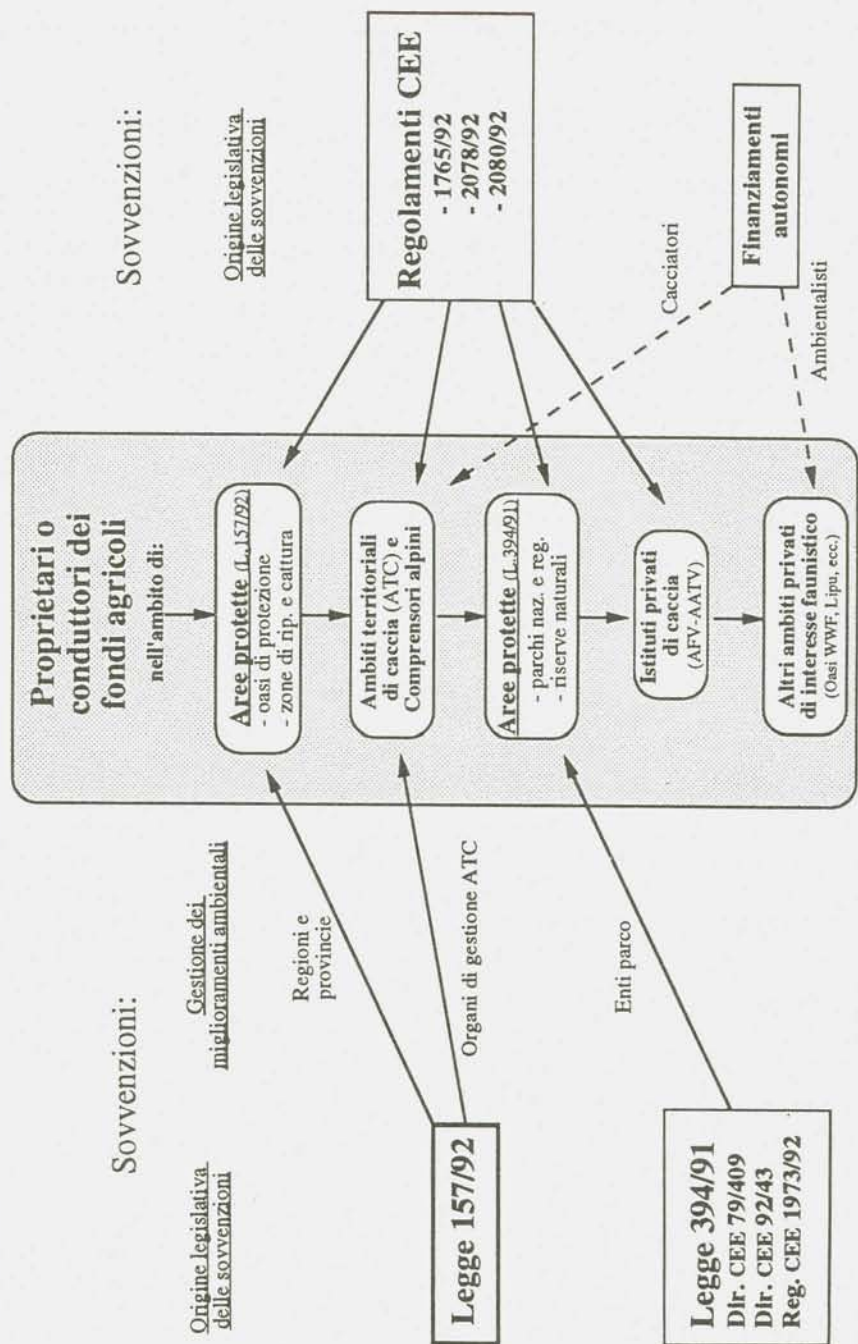 Sovvenzioni:
Origine legislativa
delle sovvenzioni
Gestione dei
miglioramenti ambientali
Legge 157/92
Regioni e
provincie
Organi di gestione ATC
Legge 394/91
Dir. CEE 79/409
Dir. CEE 92/43
Reg. CEE 1973/92
Enti parco
Proprietari o
conduttori dei
fondi agricoli
nell'ambito di:
Aree protette (L.157/92)
- oasi di protezione
- zone di rip. e cattura
Ambiti territoriali
di caccia (ATC) e
Comprensori alpini
Aree protette (L.394/91)
- parchi naz. e reg.
- riserve naturali
Istituti privati
di caccia
(AFV-AATV)
Altri ambiti privati
di interesse faunistico
(Oasi WWF, Lipu, ecc.)
Sovvenzioni:
Origine legislativa
delle sovvenzioni
Regolamenti CEE
- 1765/92
- 2078/92
- 2080/92
Cacciatori
Ambientalisti
Finanziamenti
autonomi